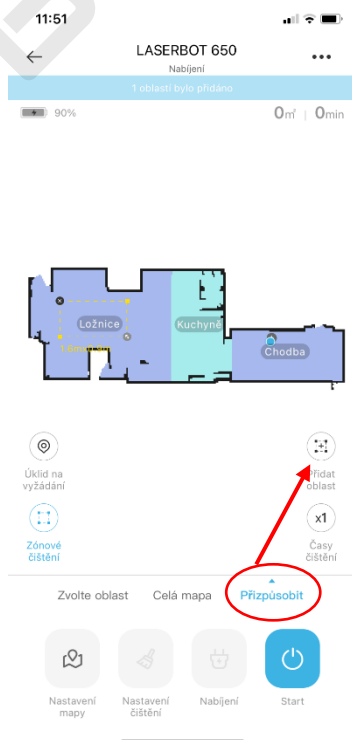 11:51
LASERBOT 650
Nabíjení
1 oblastí bylo přidáno
90%
0㎡ | 0min
Ložnice
Kuchyně
Chodba
Úklid na
vyžádání
Přidat
oblast
x1
Zónové
čištění
Časy
čištění
Zvolte oblast
Celá mapa
Přizpůsobit
Nastavení
mapy
Nastavení
čištění
Nabíjení
Start